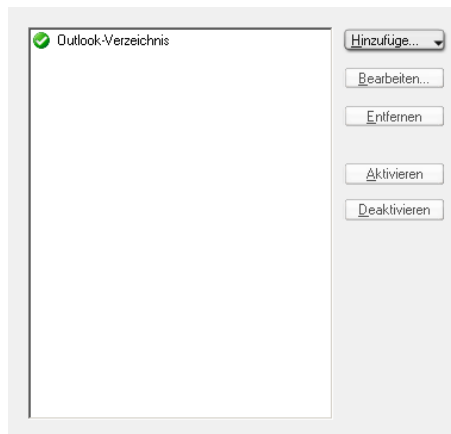 Outlook-Verzeichnis
Hinzufüge...
Bearbeiten...
Entfernen
Aktivieren
Deaktivieren